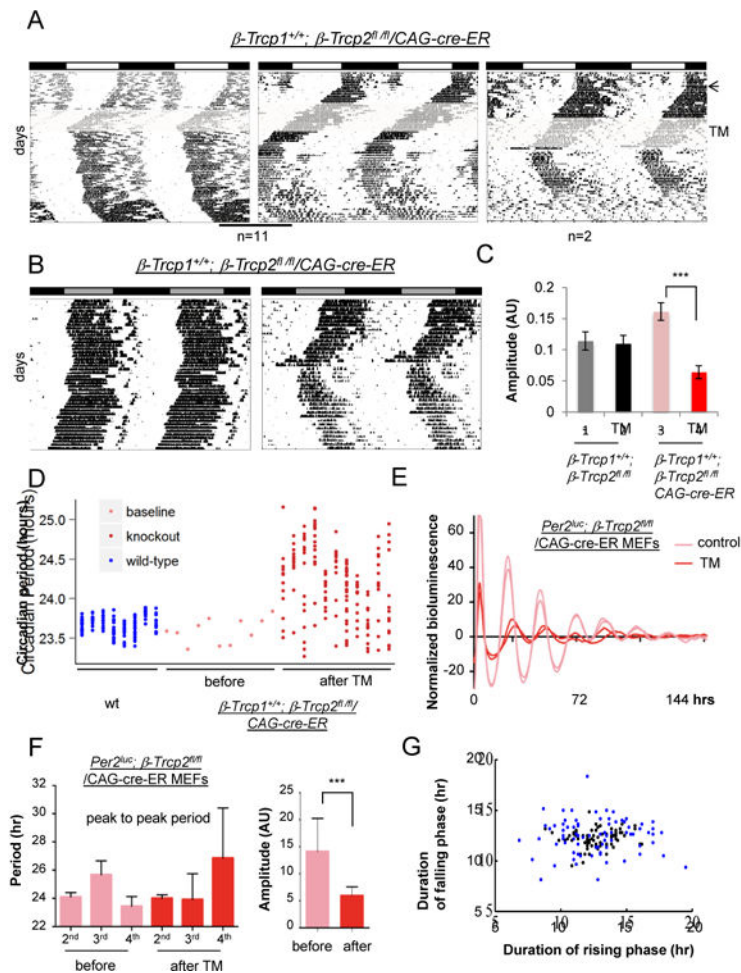 A
β-Trcp1+/+; β-Trcp2fl /fl/CAG-cre-ER
days
TM
n=11
n=2
B
β-Trcp1+/+; β-Trcp2fl/fl/CAG-cre-ER
days
C
***
Amplitude (AU)
0.2
0.15
0.1
0.05
0
1 TM 3 TM
β-Trcp1+/+;
β-Trcp2fl/fl
β-Trcp1+/+;
β-Trcp2fl/fl
CAG-cre-ER
D
Circadian period (hours)
Circadian Period (hours)
25.0
24.5
24.0
23.5
baseline
knockout
wild-type
wt
before
after TM
β-Trcp1+/+; β-Trcp2fl/fl/
CAG-cre-ER
E
Per2luc; β-Trcp2fl/fl
/CAG-cre-ER MEFs
control
TM
Normalized bioluminescence
60
40
20
0
-20
0 72 144 hrs
F
Per2luc; β-Trcp2fl/fl
/CAG-cre-ER MEFs
peak to peak period
Period (hr)
32
30
28
26
24
22
2nd 3rd 4th 2nd 3rd 4th
before after TM
***
Amplitude (AU)
25
20
15
10
5
0
before after
G
Duration
of falling phase (hr)
20
15
10
5
5 10 15 20
Duration of rising phase (hr)